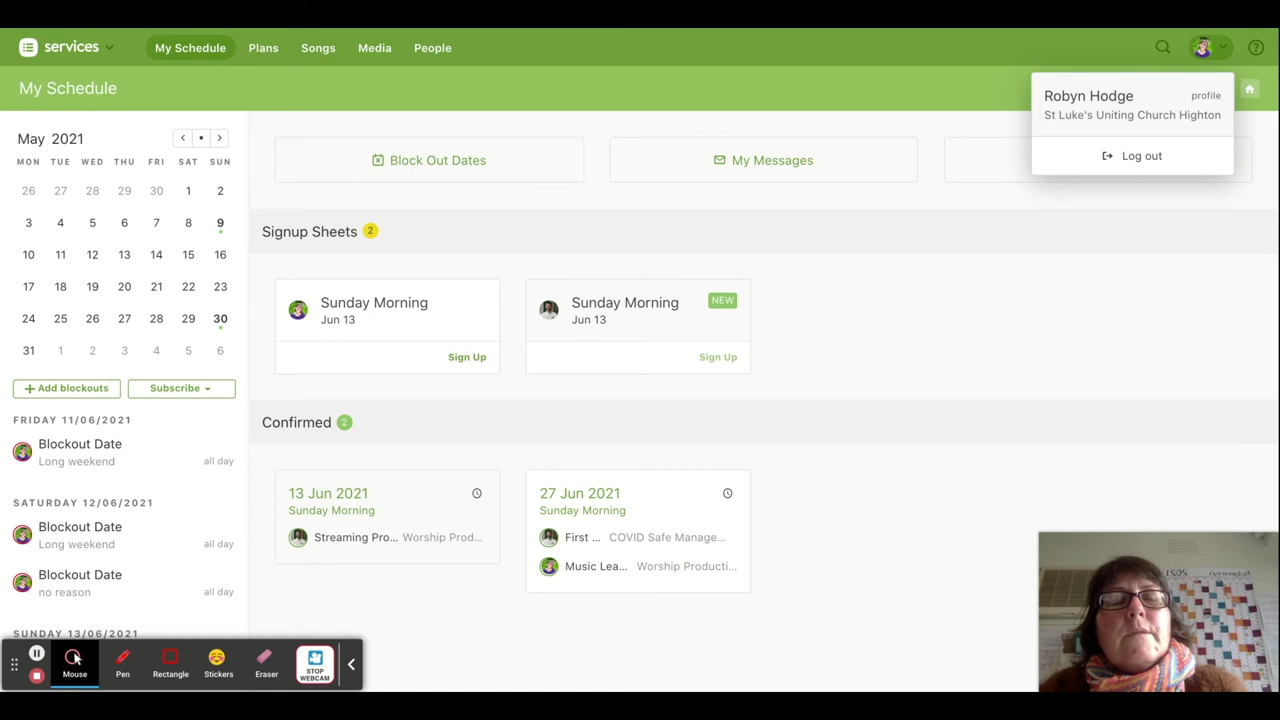 services
My Schedule
Plans
Songs
Media
People
My Schedule
Robyn Hodge
profile
St Luke's Uniting Church Highton
Log out
May 2021
MON TUE WED THU FRI SAT SUN
26 27 28 29 30 1 2
3 4 5 6 7 8 9
10 11 12 13 14 15 16
17 18 19 20 21 22 23
24 25 26 27 28 29 30
31 1 2 3 4 5 6
Add blockouts
Subscribe
FRIDAY 11/06/2021
Blockout Date
Long weekend all day
SATURDAY 12/06/2021
Blockout Date
Long weekend all day
Blockout Date
no reason all day
SUNDAY 13/06/2021
Block Out Dates
My Messages
Signup Sheets 2
Sunday Morning
Jun 13
Sign Up
Sunday Morning
NEW
Jun 13
Sign Up
Confirmed 2
13 Jun 2021
Sunday Morning
Streaming Pro... Worship Prod...
27 Jun 2021
Sunday Morning
First ... COVID Safe Manage...
Music Lea... Worship Producti...
Mouse
Pen
Rectangle
Stickers
Eraser
STOP
WEBCAM
2021